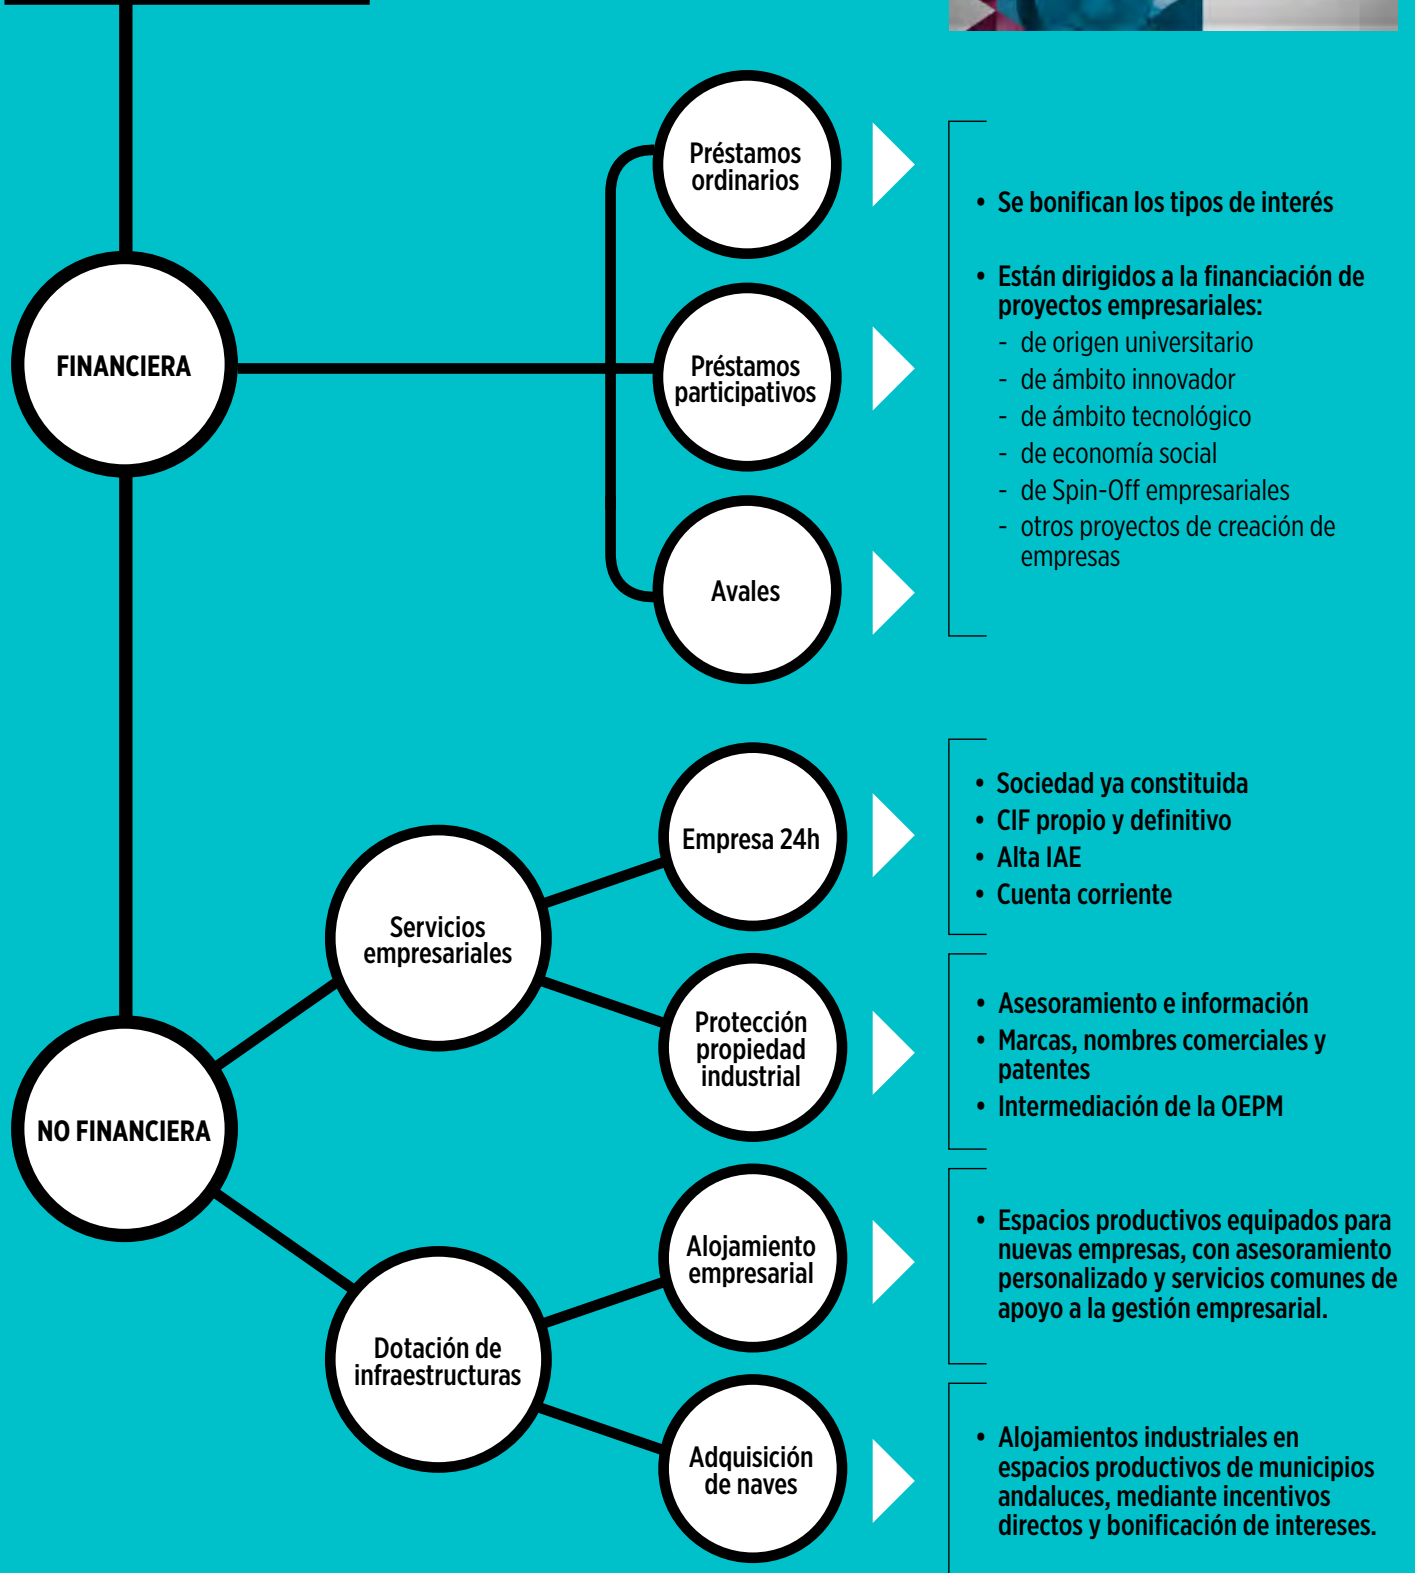 FINANCIERA
Préstamos
ordinarios
Préstamos
participativos
Avales
• Se bonifican los tipos de interés
• Están dirigidos a la financiación de
proyectos empresariales:
- de origen universitario
- de ámbito innovador
- de ámbito tecnológico
- de economía social
- de Spin-Off empresariales
- otros proyectos de creación de
empresas
NO FINANCIERA
Servicios
empresariales
Empresa 24h
• Sociedad ya constituida
• CIF propio y definitivo
• Alta IAE
• Cuenta corriente
Protección
propiedad
industrial
• Asesoramiento e información
• Marcas, nombres comerciales y
patentes
• Intermediación de la OEPM
Dotación de
infraestructuras
Alojamiento
empresarial
• Espacios productivos equipados para
nuevas empresas, con asesoramiento
personalizado y servicios comunes de
apoyo a la gestión empresarial.
Adquisición
de naves
• Alojamientos industriales en
espacios productivos de municipios
andaluces, mediante incentivos
directos y bonificación de intereses.